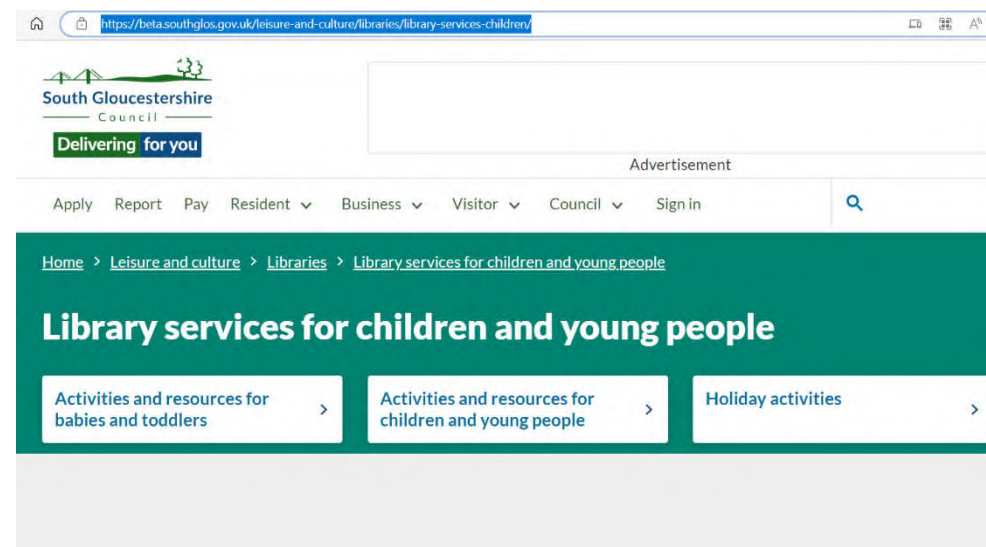 https://beta.southglos.gov.uk/leisure-and-culture/libraries/library-services-children/
South Gloucestershire
Council
Delivering for you
Advertisement
Apply Report Pay Resident Business Visitor Council Sign in
Home > Leisure and culture > Libraries > Library services for children and young people
Library services for children and young people
Activities and resources for
babies and toddlers
Activities and resources for
children and young people
Holiday activities